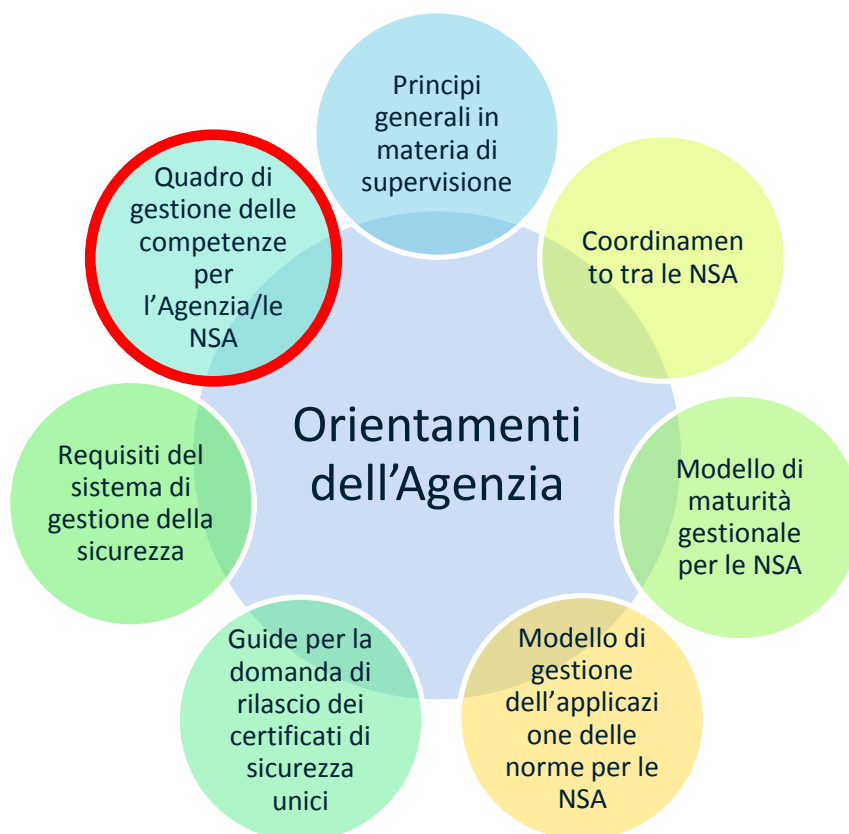 Principi
generali in
materia di
supervisione
Coordinamen
to tra le NSA
Modello di
maturità
gestionale
per le NSA
Modello di
gestione
dell’applicazi
one delle
norme per le
NSA
Guide per la
domanda di
rilascio dei
certificati di
sicurezza
unici
Requisiti del
sistema di
gestione della
sicurezza
Quadro di
gestione delle
competenze
per
l’Agenzia/le
NSA
Orientamenti
dell’Agenzia